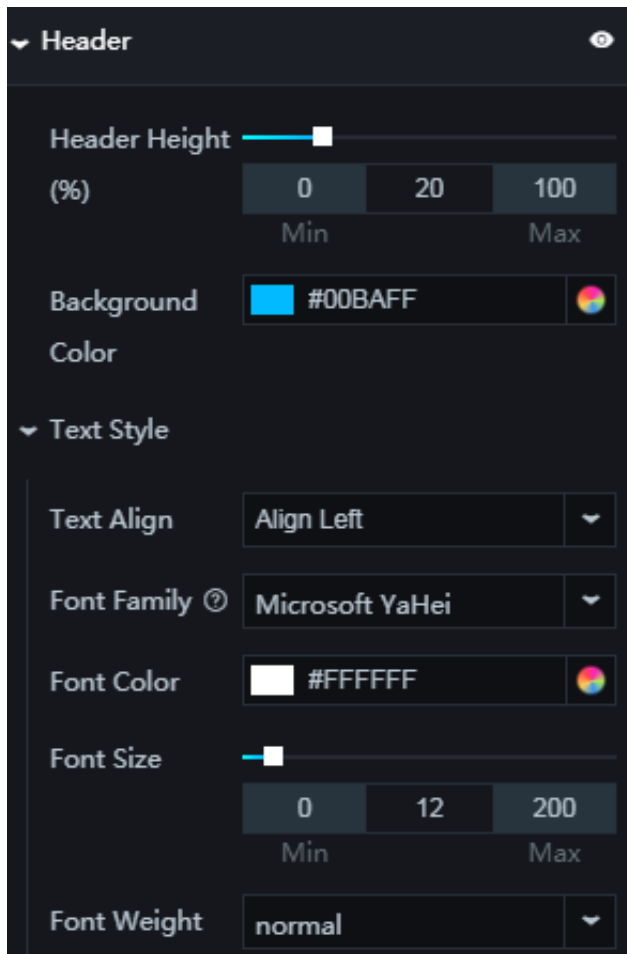 Header
Header Height
(%)
0 20 100
Min Max
Background
Color
#00BAFF
Text Style
Text Align Align Left
Font Family Microsoft YaHei
Font Color #FFFFFF
Font Size
0 12 200
Min Max
Font Weight normal